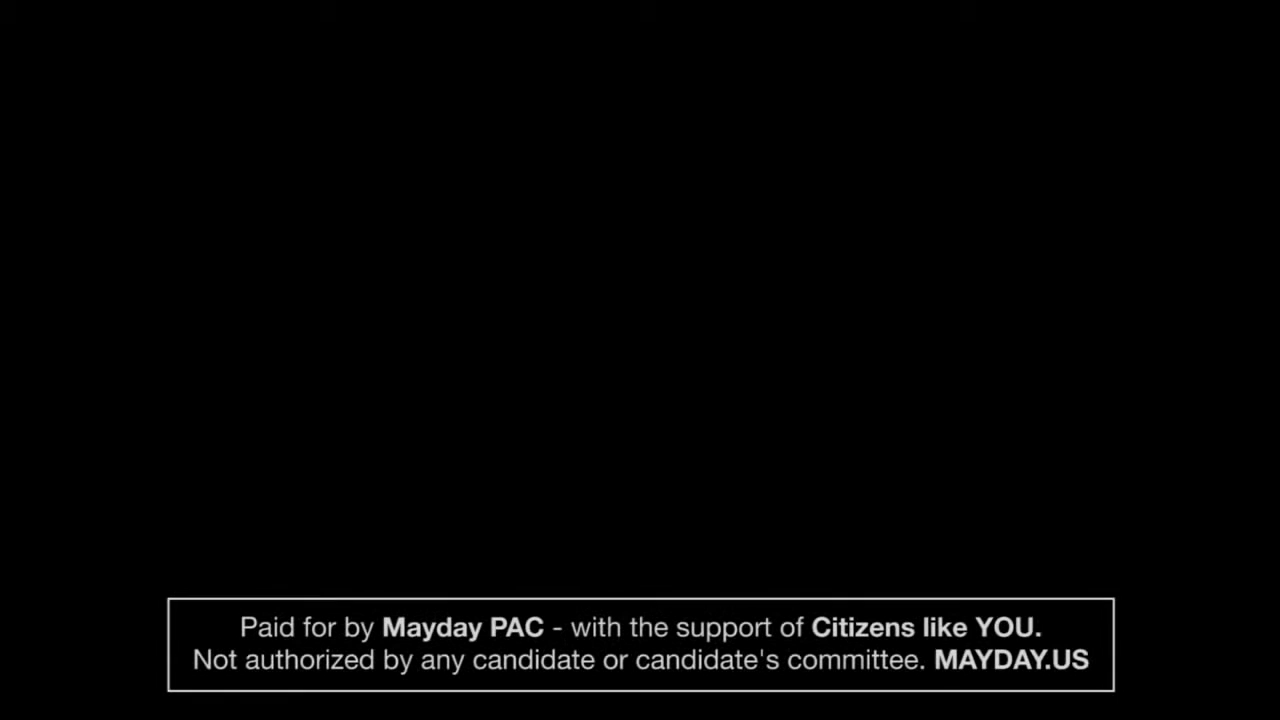 Paid for by Mayday PAC - with the support of Citizens like YOU.
Not authorized by any candidate or candidate's committee. MAYDAY.US